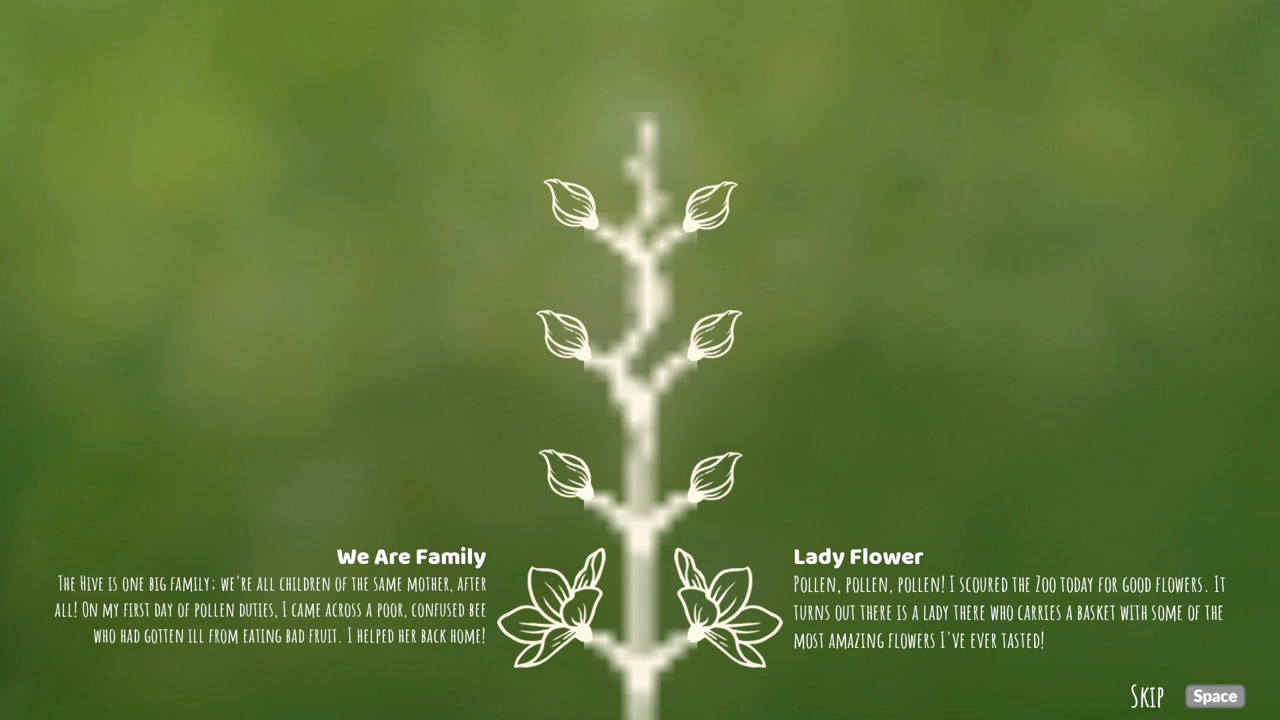 We Are Family
The Hive is one big family; we're all children of the same mother, after
all! On my first day of pollen duties, I came across a poor, confused bee
who had gotten ill from eating bad fruit. I helped her back home!
Lady Flower
Pollen, pollen, pollen! I scoured the Zoo today for good flowers. It
turns out there is a lady there who carries a basket with some of the
most amazing flowers I've ever tasted!
Skip Space